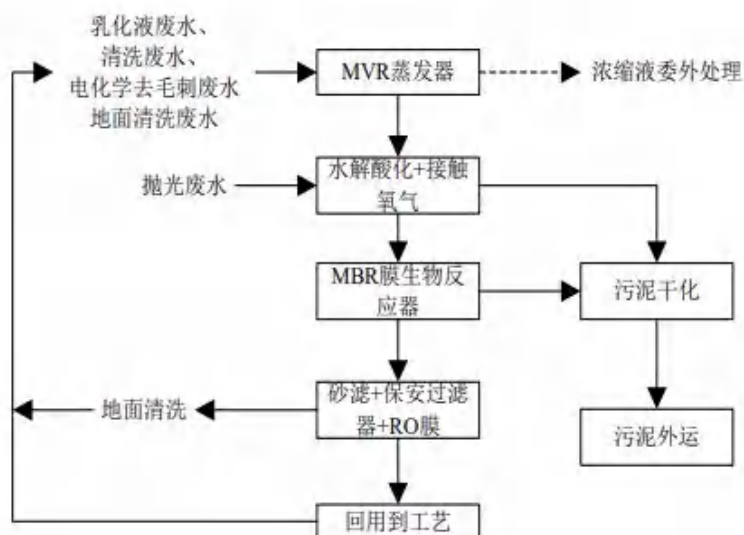 乳化液废水、
清洗废水、
电化学去毛刺废水
地面清洗废水
MVR蒸发器
浓缩液委外处理
抛光废水
水解酸化+接触
氧气
MBR膜生物反
应器
污泥干化
地面清洗
砂滤+保安过滤
器+RO膜
污泥外运
回用到工艺